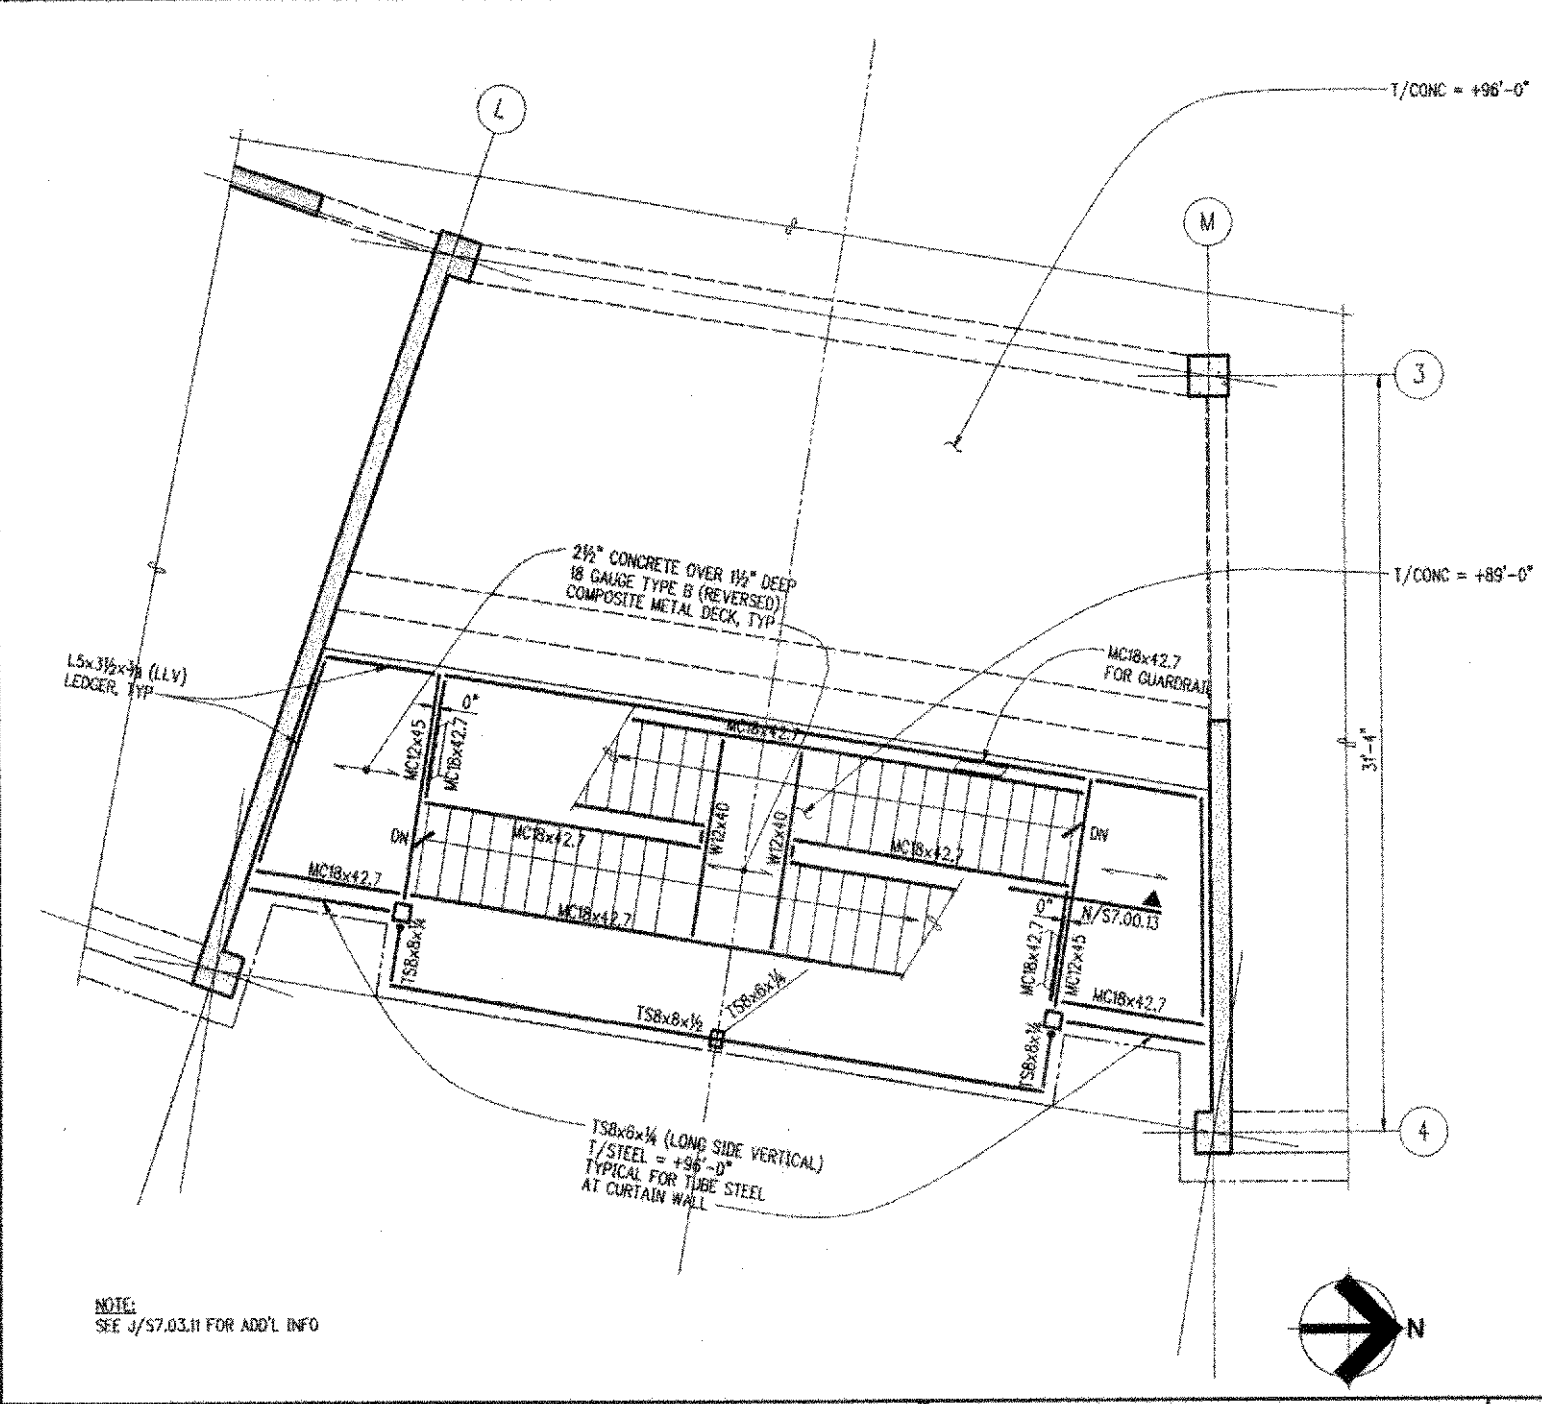 T/CONC = +96'-0"
L
M
3
2½" CONCRETE OVER 1½" DEEP
18 GAUGE TYPE B (REVERSED)
COMPOSITE METAL DECK, TYP
T/CONC = +89'-0"
MC18x42.7
FOR GUARDRAIL
L5x3½x⅜ (LLV)
LEDGER, TYP
0"
MC12x45
MC18x42.7
MC18x42.7
31'-4"
W12x40
W12x40
DN
MC18x42.7
DN
MC18x42.7
MC18x42.7
MC18x42.7
0"
N/S7.00.13
TS8x8x¼
MC18x42.7
MC12x45
MC18x42.7
TS8x8x½
TS8x6x¼
TS8x8x¼
4
TS8x6x¼ (LONG SIDE VERTICAL)
T/STEEL = +96'-0"
TYPICAL FOR TUBE STEEL
AT CURTAIN WALL
NOTE:
SEE J/S7.03.11 FOR ADD'L INFO
N